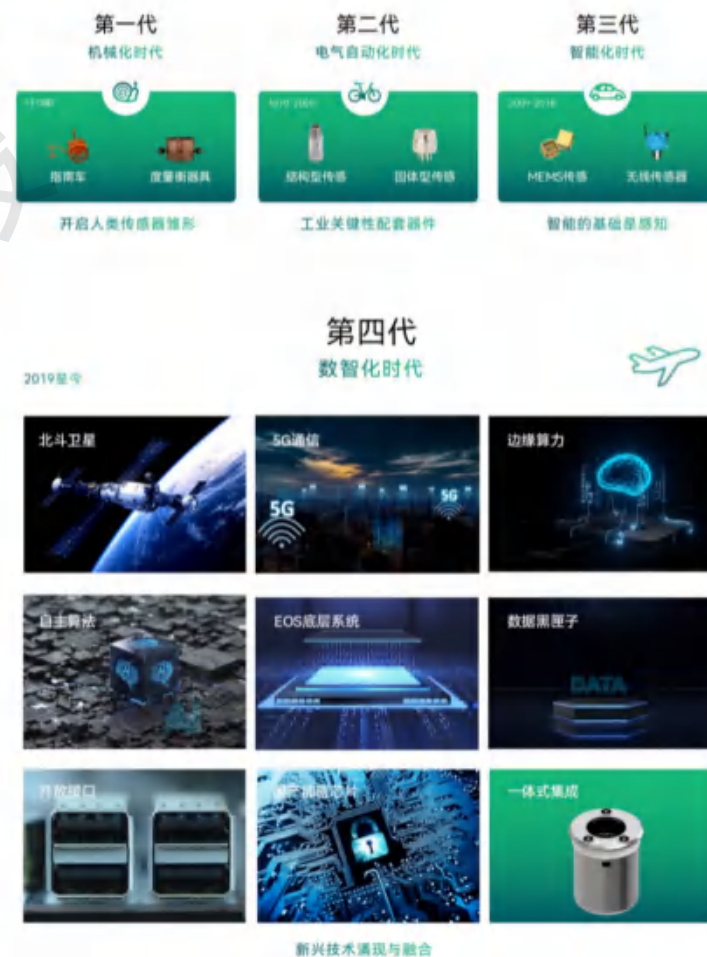 第一代
机械化时代
指南车
度量衡器具
开启人类传感器雏形
第二代
电气自动化时代
结构型传感
固体型传感
工业关键性配套器件
第三代
智能化时代
MEMS传感
无线传感器
智能的基础是感知
第四代
数智化时代
2019至今
北斗卫星
5G通信
5G
5G
边缘算力
自主算法
EOS底层系统
数据黑匣子
DATA
开放接口
一体式集成
新兴技术涌现与融合